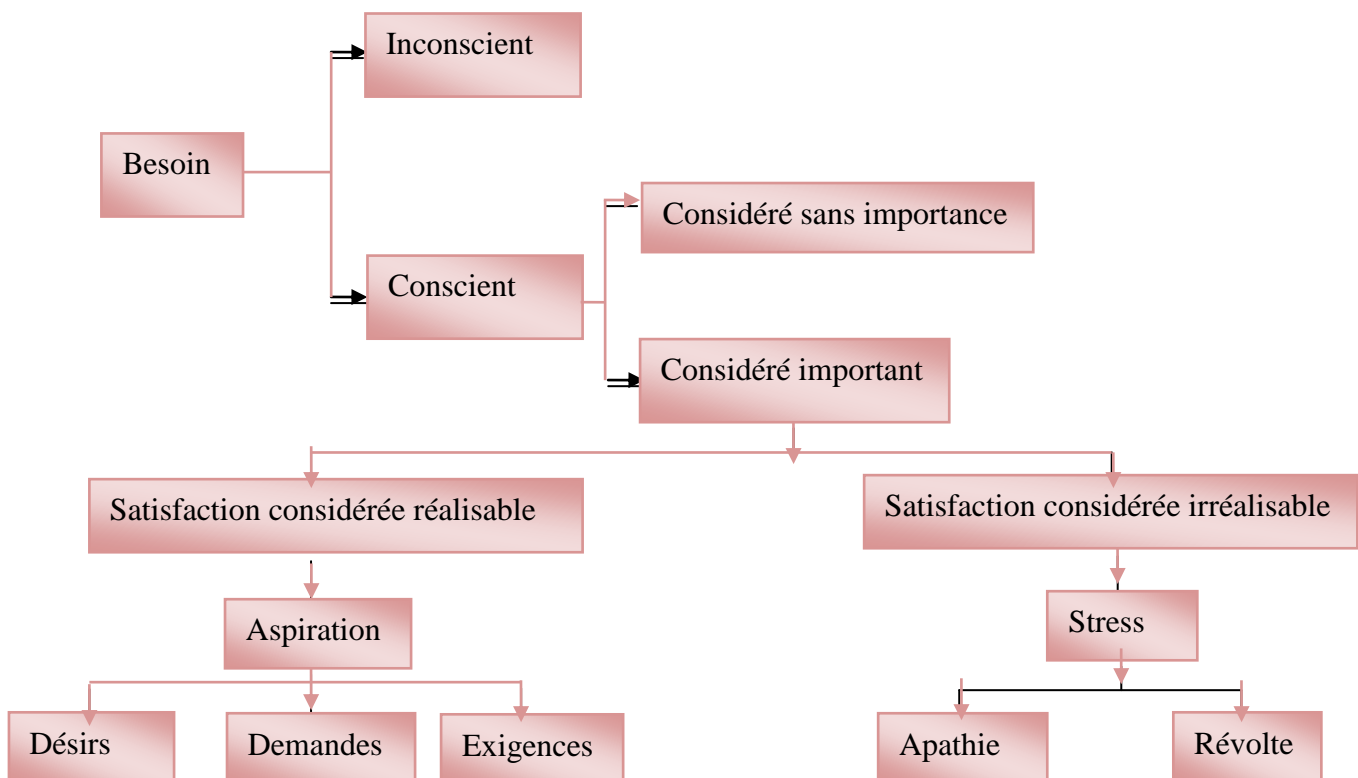 Inconscient
Besoin
Considéré sans importance
Conscient
Considéré important
Satisfaction considérée réalisable
Satisfaction considérée irréalisable
Aspiration
Stress
Désirs
Demandes
Exigences
Apathie
Révolte